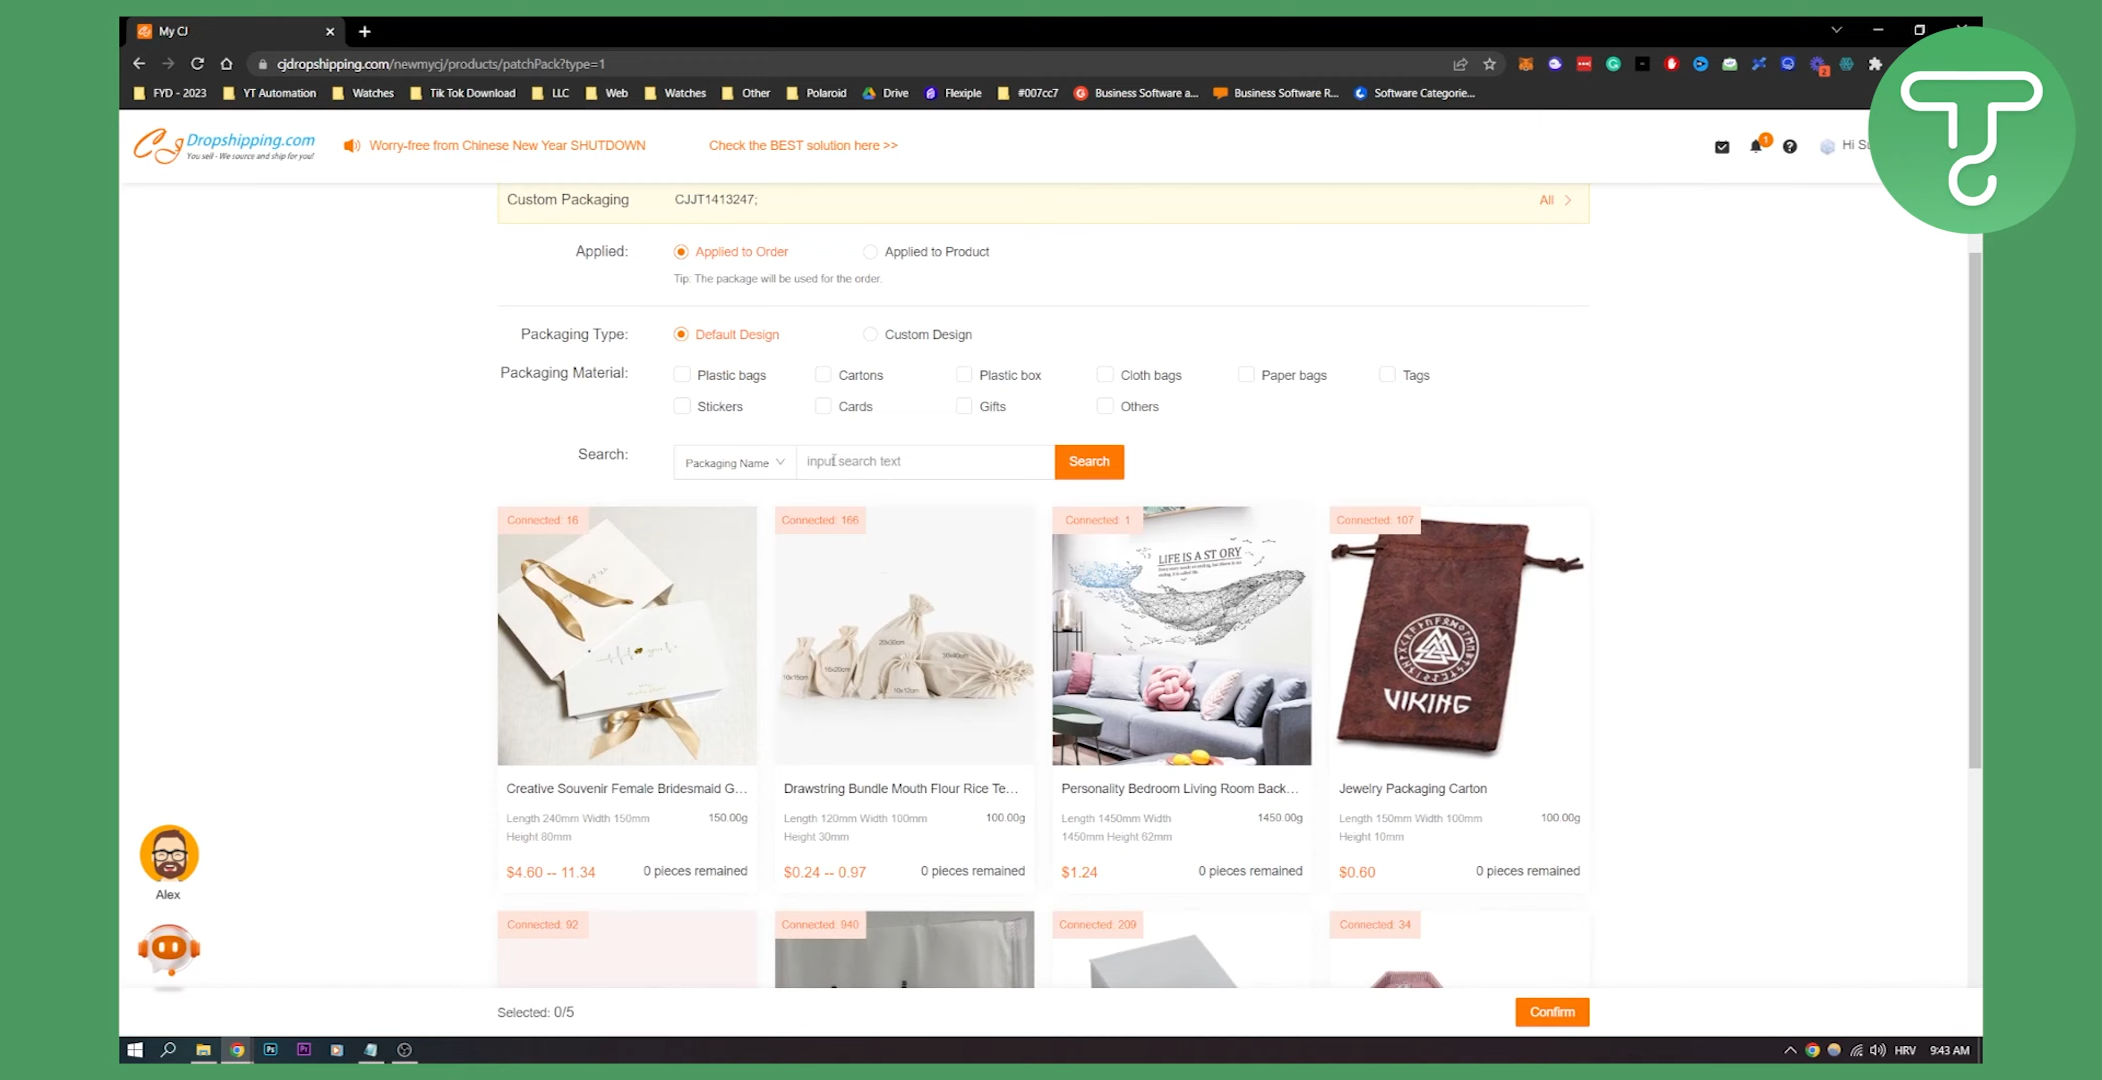 My CJ
cjdropshipping.com/newmycj/products/patchPack?type=1
FYD - 2023 YT Automation Watches Tik Tok Download LLC Web Watches Other Polaroid Drive Flexiple #007cc7 Business Software a... Business Software R... Software Categorie...
CJ Dropshipping.com
You sell - We source and ship for you!
Worry-free from Chinese New Year SHUTDOWN Check the BEST solution here >>
1
Hi Su
Custom Packaging CJJT1413247; All
Applied: Applied to Order Applied to Product
Tip: The package will be used for the order.
Packaging Type: Default Design Custom Design
Packaging Material: Plastic bags Cartons Plastic box Cloth bags Paper bags Tags
Stickers Cards Gifts Others
Search: Packaging Name input search text Search
Connected: 16 Connected: 166 Connected: 1 Connected: 107
LIFE IS A STORY
20x30cm
16x20cm
30x40cm
10x15cm
10x12cm
VIKING
Creative Souvenir Female Bridesmaid G... Drawstring Bundle Mouth Flour Rice Te... Personality Bedroom Living Room Back... Jewelry Packaging Carton
Length 240mm Width 150mm 150.00g Length 120mm Width 100mm 100.00g Length 1450mm Width 1450.00g Length 150mm Width 100mm 100.00g
Height 80mm Height 30mm 1450mm Height 62mm Height 10mm
$4.60 -- 11.34 0 pieces remained $0.24 -- 0.97 0 pieces remained $1.24 0 pieces remained $0.60 0 pieces remained
Alex
Connected: 92 Connected: 940 Connected: 209 Connected: 34
Selected: 0/5 Confirm
HRV 9:43 AM